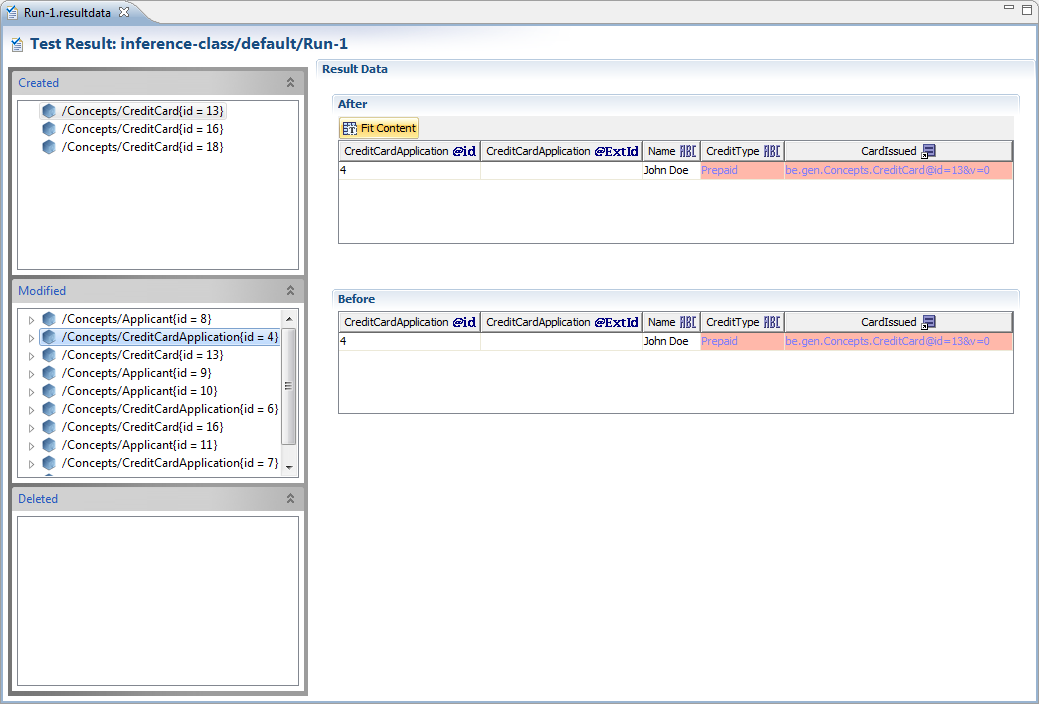 Run-1.resultdata
Test Result: inference-class/default/Run-1
Created
/Concepts/CreditCard{id = 13}
/Concepts/CreditCard{id = 16}
/Concepts/CreditCard{id = 18}
Modified
/Concepts/Applicant{id = 8}
/Concepts/CreditCardApplication{id = 4}
/Concepts/CreditCard{id = 13}
/Concepts/Applicant{id = 9}
/Concepts/Applicant{id = 10}
/Concepts/CreditCardApplication{id = 6}
/Concepts/CreditCard{id = 16}
/Concepts/Applicant{id = 11}
/Concepts/CreditCardApplication{id = 7}
Deleted
Result Data
After
Fit Content
CreditCardApplication @id CreditCardApplication @ExtId Name ABC CreditType ABC CardIssued
4 John Doe Prepaid be.gen.Concepts.CreditCard@id=13&v=0
Before
CreditCardApplication @id CreditCardApplication @ExtId Name ABC CreditType ABC CardIssued
4 John Doe Prepaid be.gen.Concepts.CreditCard@id=13&v=0